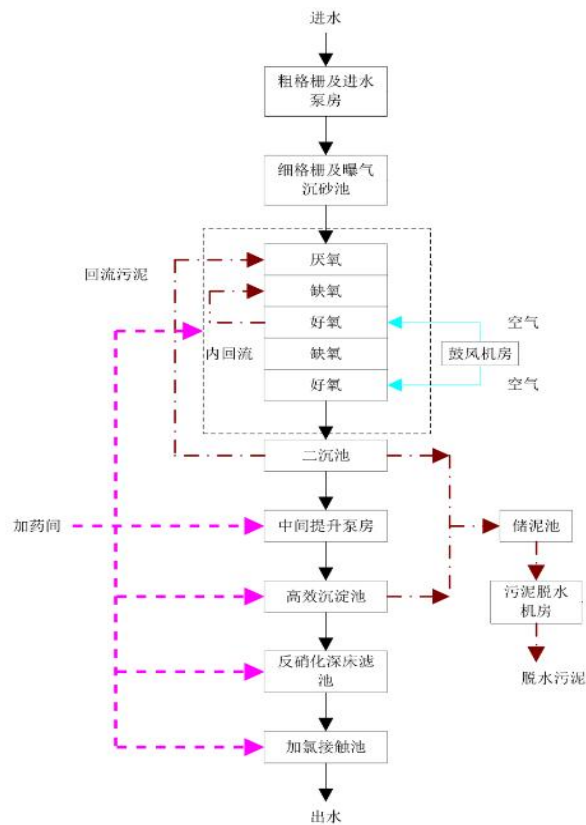 进水
粗格栅及进水
泵房
细格栅及曝气
沉砂池
回流污泥
厌氧
缺氧
好氧
空气
内回流
缺氧
鼓风机房
好氧
空气
二沉池
加药间
中间提升泵房
储泥池
高效沉淀池
污泥脱水
机房
反硝化深床滤
池
脱水污泥
加氯接触池
出水